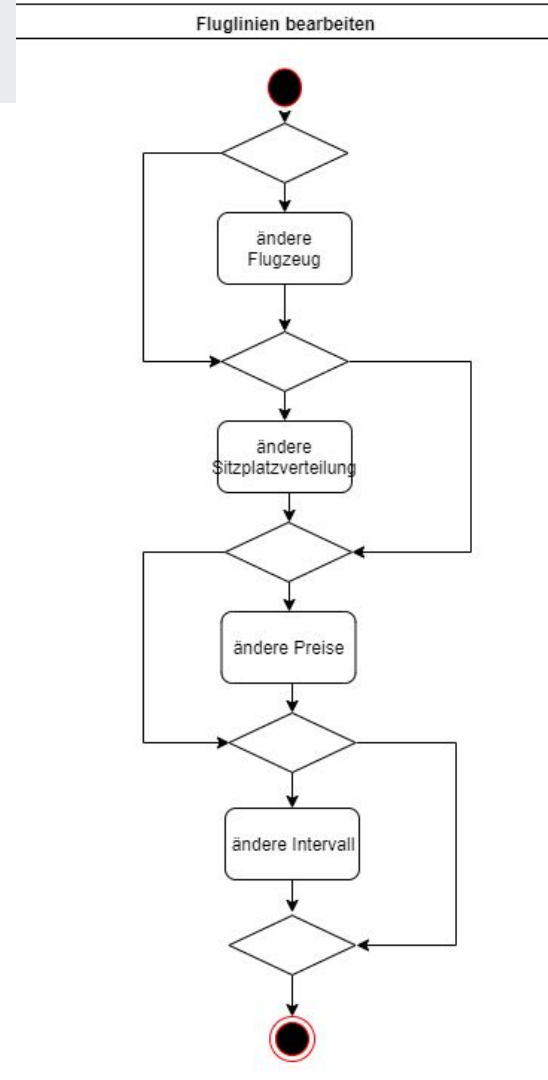 Fluglinien bearbeiten
ändere
Flugzeug
ändere
Sitzplatzverteilung
ändere Preise
ändere Intervall